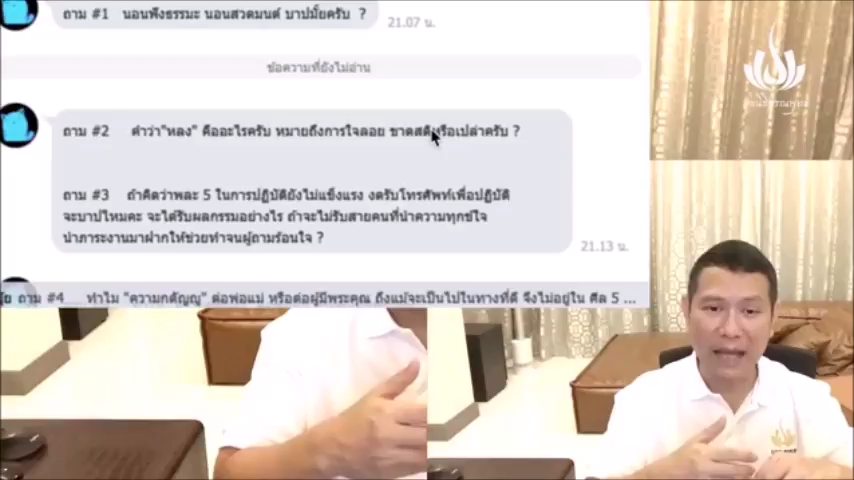 ถาม #1 นอนฟังธรรมะ นอนสวดมนต์ บาปมั้ยครับ ?
21.07 น.
ข้อความที่ยังไม่อ่าน
ถาม #2 คำว่า"หลง" คืออะไรครับ หมายถึงการใจลอย ขาดสติหรือเปล่าครับ ?
ถาม #3 ถ้าคิดว่าพละ 5 ในการปฏิบัติยังไม่แข็งแรง งดรับโทรศัพท์เพื่อปฏิบัติ
จะบาปไหมคะ จะได้รับผลกรรมอย่างไร ถ้าจะไม่รับสายคนที่นำความทุกข์ใจ
นำภาระงานมาฝากให้ช่วยทำจนผู้ถามร้อนใจ ?
21.13 น.
ถาม #4 ทำไม "ความกตัญญู" ต่อพ่อแม่ หรือต่อผู้มีพระคุณ ถึงแม้จะเป็นไปในทางที่ดี จึงไม่อยู่ใน ศีล 5 ...